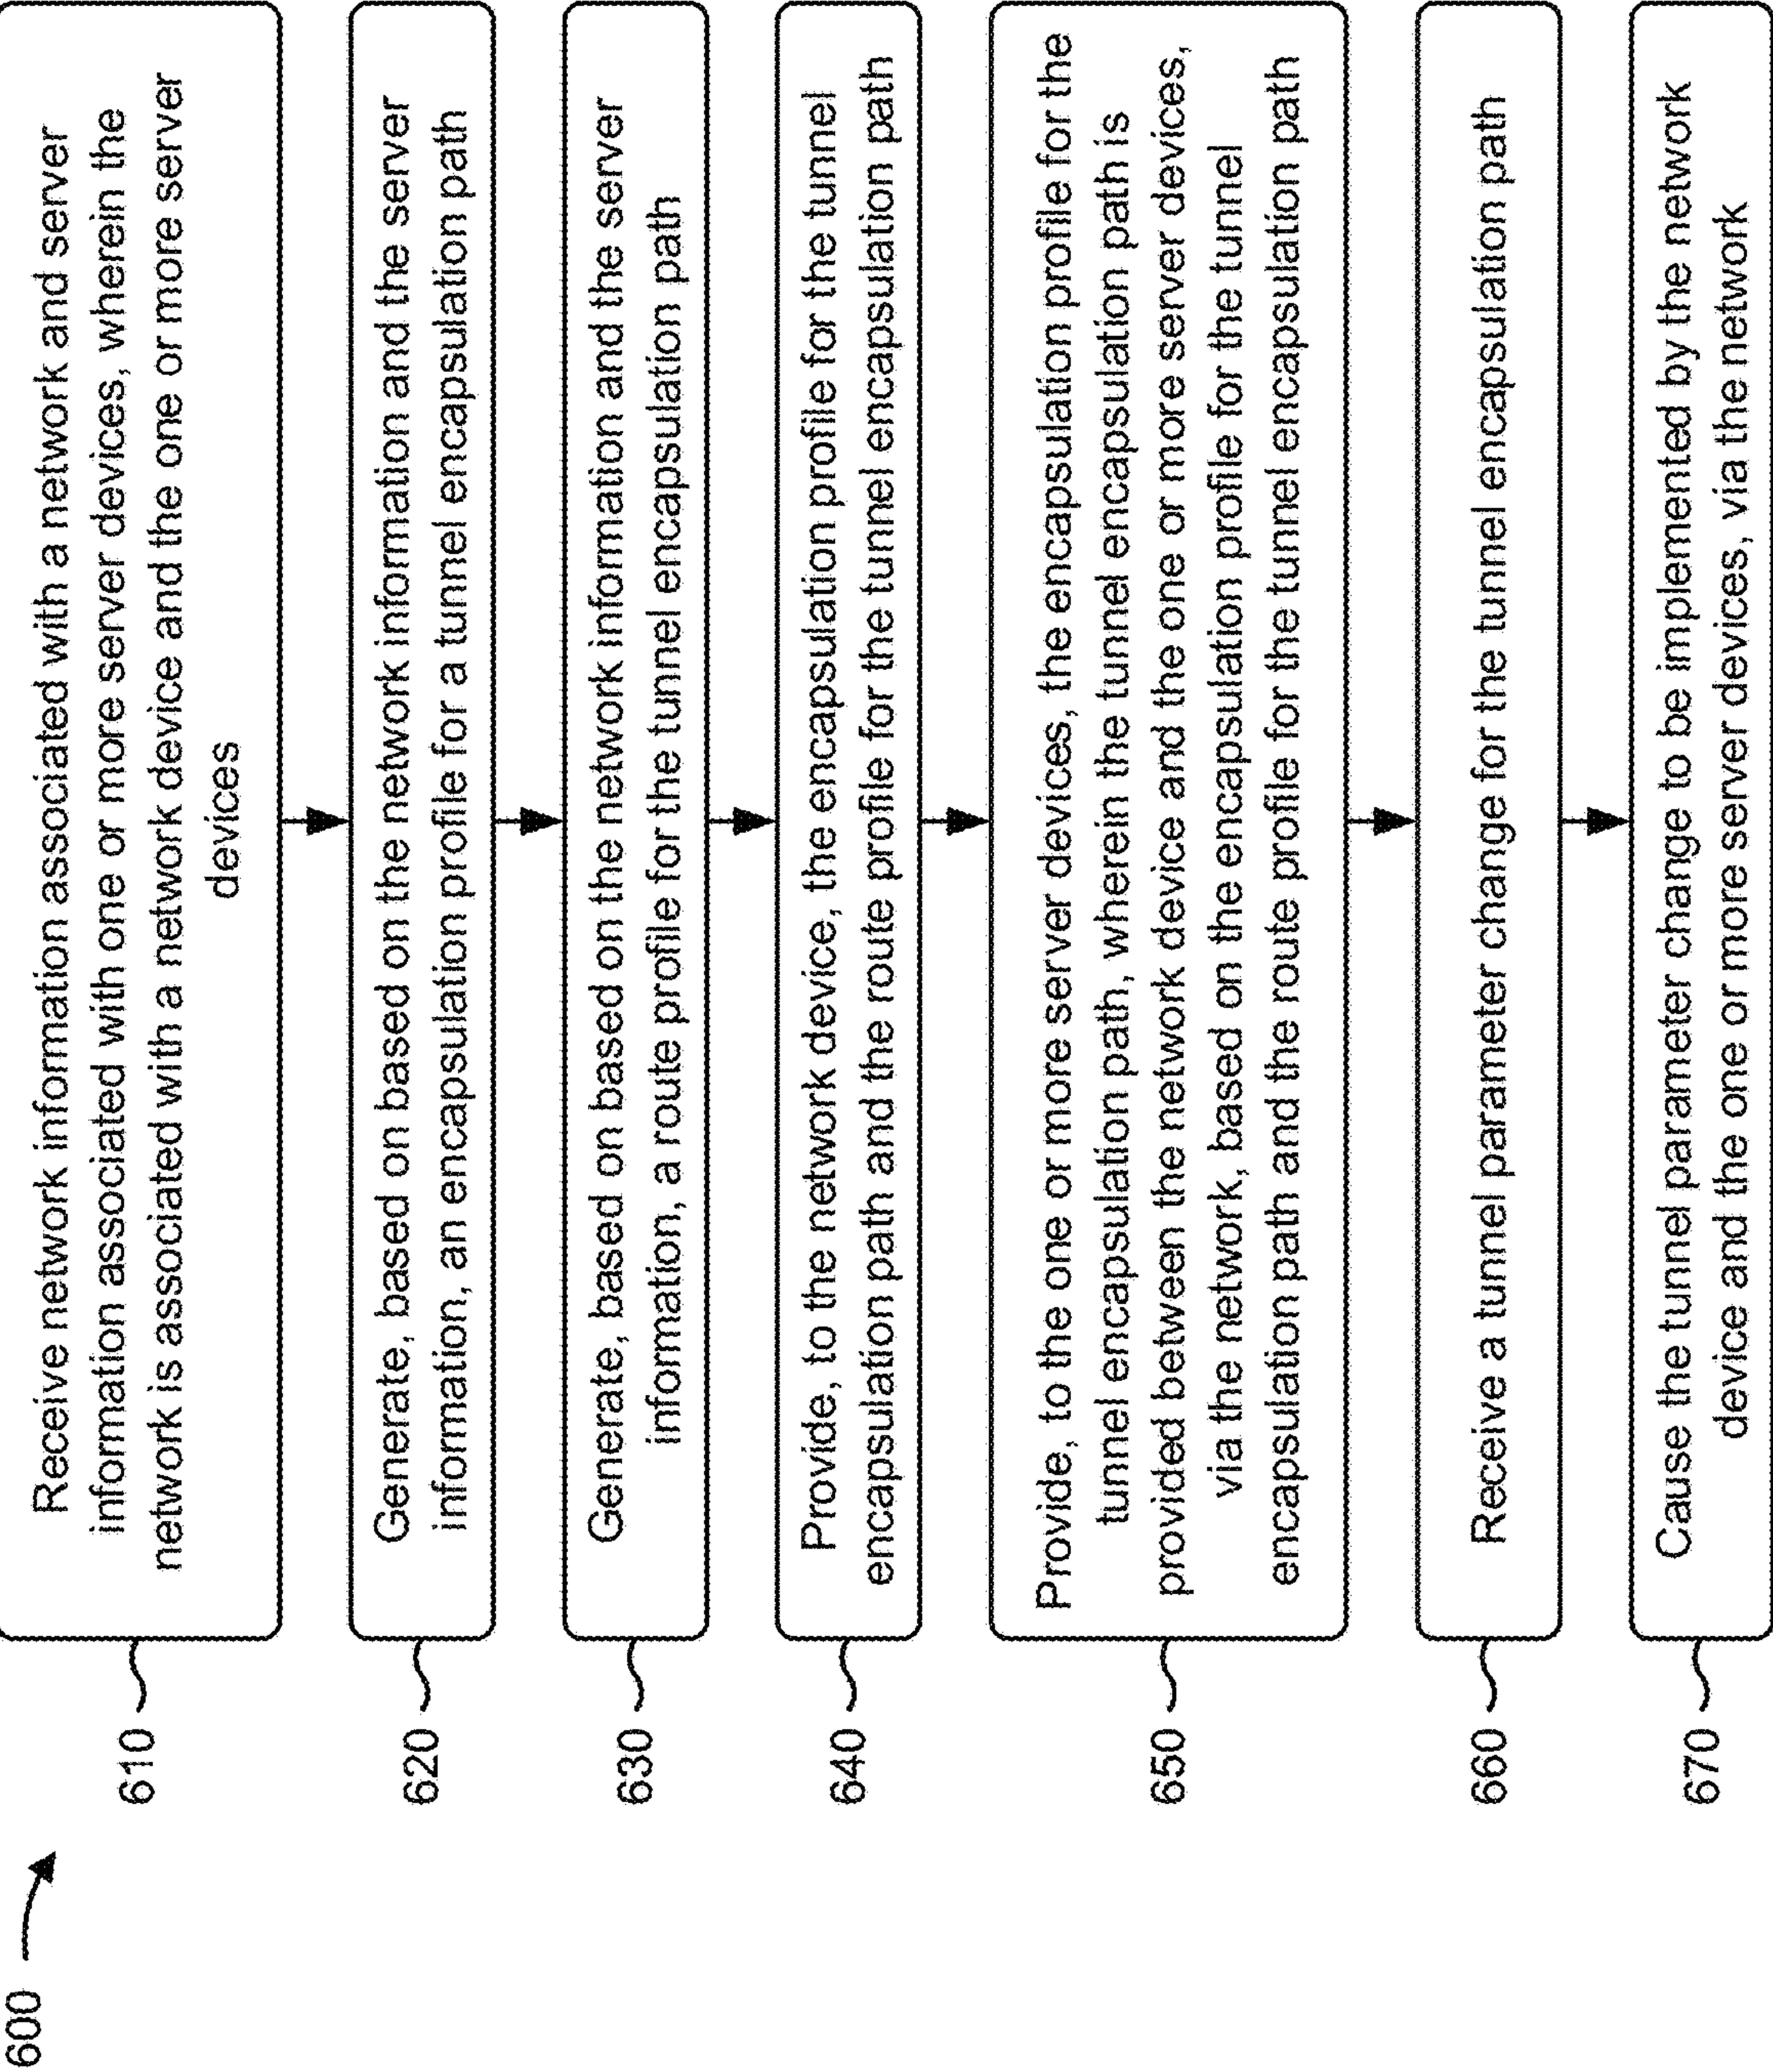 600
610
Receive network information associated with a network and server
information associated with one or more server devices, wherein the
network is associated with a network device and the one or more server
devices
620
Generate, based on based on the network information and the server
information, an encapsulation profile for a tunnel encapsulation path
630
Generate, based on based on the network information and the server
information, a route profile for the tunnel encapsulation path
640
Provide, to the network device, the encapsulation profile for the tunnel
encapsulation path and the route profile for the tunnel encapsulation path
650
Provide, to the one or more server devices, the encapsulation profile for the
tunnel encapsulation path, wherein the tunnel encapsulation path is
provided between the network device and the one or more server devices,
via the network, based on the encapsulation profile for the tunnel
encapsulation path and the route profile for the tunnel encapsulation path
660
Receive a tunnel parameter change for the tunnel encapsulation path
670
Cause the tunnel parameter change to be implemented by the network
device and the one or more server devices, via the network